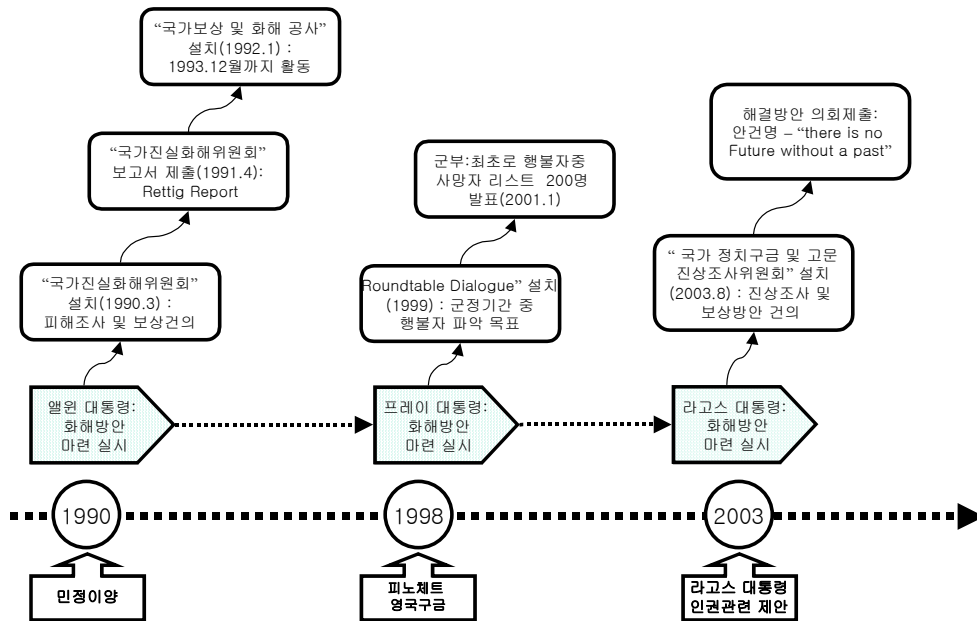 “국가보상 및 화해 공사”
설치(1992.1) :
1993.12월까지 활동
“국가진실화해위원회”
보고서 제출(1991.4):
Rettig Report
“국가진실화해위원회”
설치(1990.3) :
피해조사 및 보상건의
앨윈 대통령:
화해방안
마련 실시
1990
민정이양
군부:최초로 행불자중
사망자 리스트 200명
발표(2001.1)
Roundtable Dialogue” 설치
(1999) : 군정기간 중
행불자 파악 목표
프레이 대통령:
화해방안
마련 실시
1998
피노체트
영국구금
해결방안 의회제출:
안건명 – “there is no
Future without a past”
“ 국가 정치구금 및 고문
진상조사위원회” 설치
(2003.8) : 진상조사 및
보상방안 건의
라고스 대통령:
화해방안
마련 실시
2003
라고스 대통령
인권관련 제안